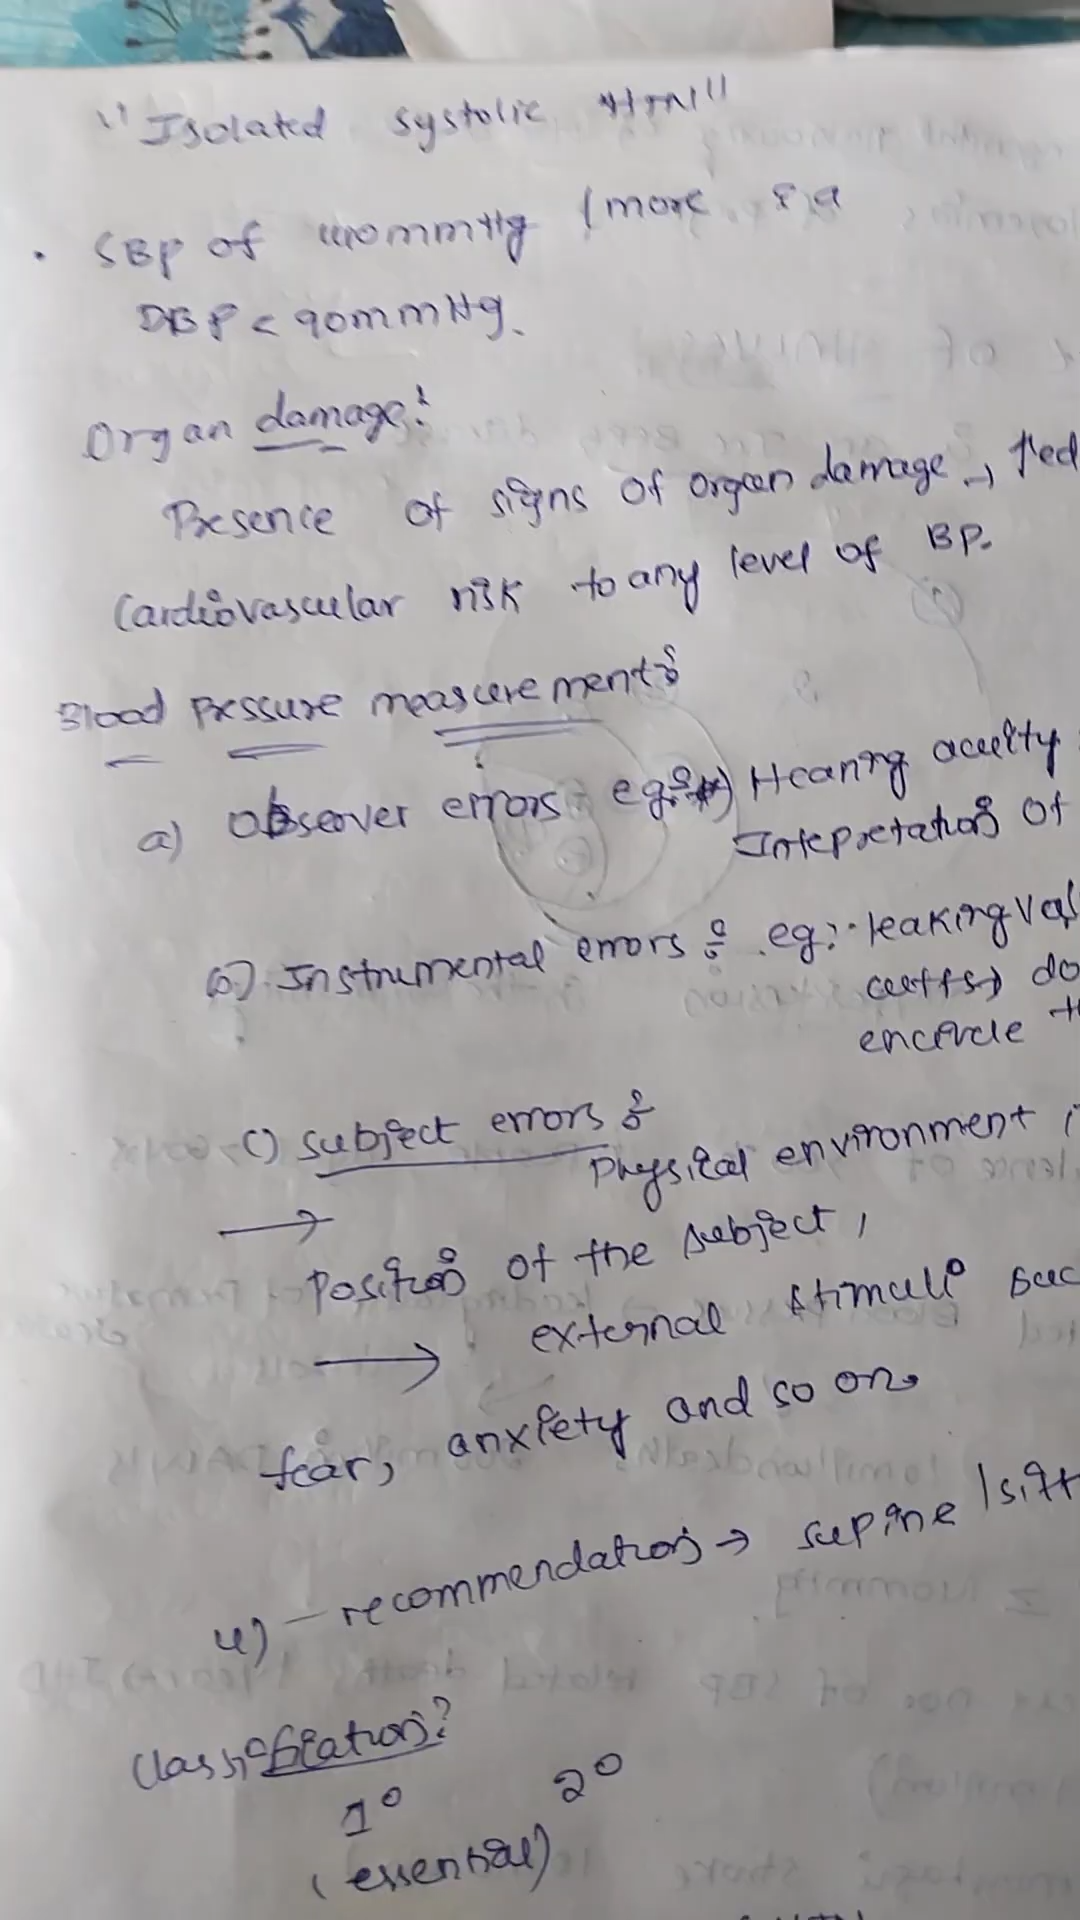 "Isolated systolic HTN"
. SBP of 140mmHg / more & a
DBP < 90mmHg.
Organ damage:
Presence of signs of organ damage → ↑ed
Cardiovascular risk to any level of BP.
Blood pressure measurement:
a) Observer errors eg: Hearing acuity
Intepretation of
b) Instrumental errors : eg:- leaking val
cuffs → do
encircle
c) Subject errors :
Physical environment
→
Position of the subject,
→ external stimuli suc
fear, anxiety and so on.
4) – recommendation → supine / sitt
Classification:
1° 2°
(essential)